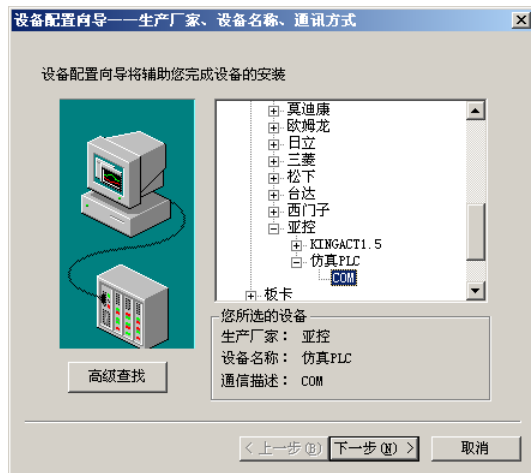 设备配置向导——生产厂家、设备名称、通讯方式
设备配置向导将辅助您完成设备的安装
莫迪康
欧姆龙
日立
三菱
松下
台达
西门子
亚控
KINGACT1.5
仿真PLC
COM
板卡
您所选的设备
生产厂家： 亚控
设备名称： 仿真PLC
通信描述： COM
高级查找
< 上一步(B)
下一步(N) >
取消